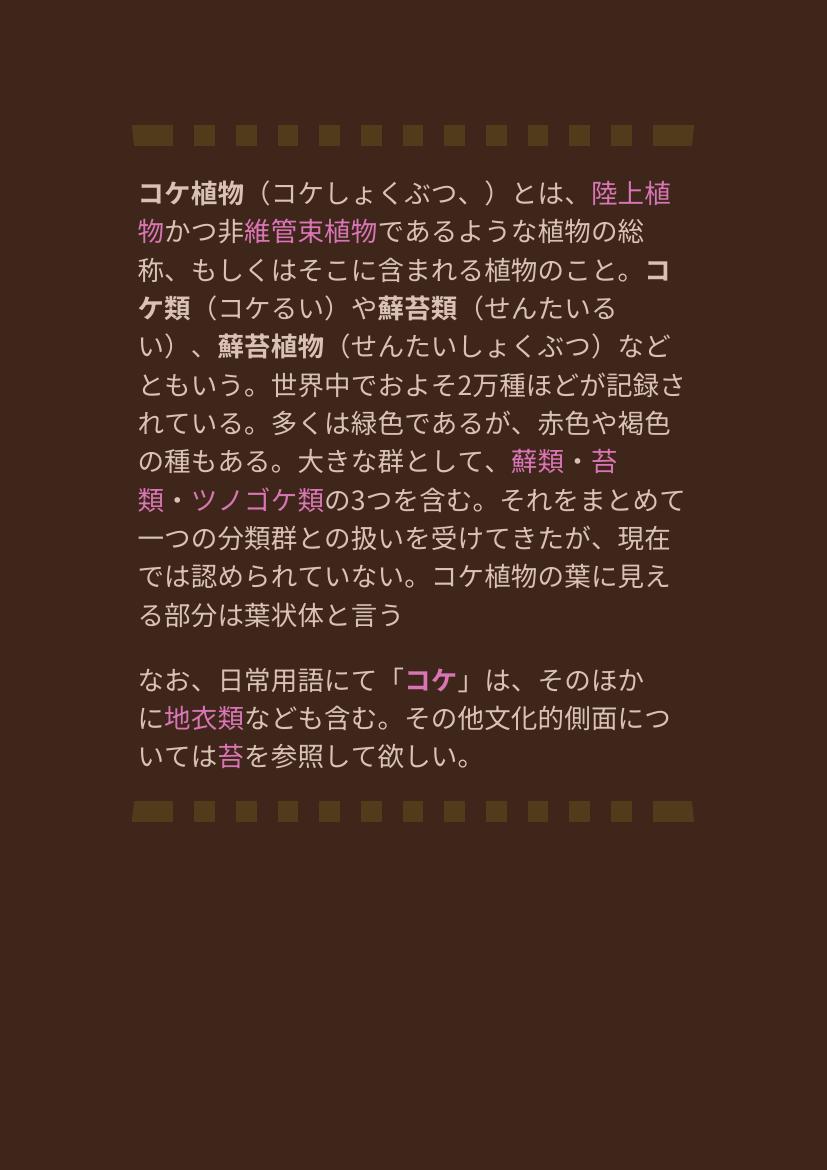 コケ植物（コケしょくぶつ、）とは、陸上植
物かつ非維管束植物であるような植物の総
称、もしくはそこに含まれる植物のこと。コ
ケ類（コケるい）や蘚苔類（せんたいる
い）、蘚苔植物（せんたいしょくぶつ）など
ともいう。世界中でおよそ2万種ほどが記録さ
れている。多くは緑色であるが、赤色や褐色
の種もある。大きな群として、蘚類・苔
類・ツノゴケ類の3つを含む。それをまとめて
一つの分類群との扱いを受けてきたが、現在
では認められていない。コケ植物の葉に見え
る部分は葉状体と言う
なお、日常用語にて「コケ」は、そのほか
に地衣類なども含む。その他文化的側面につ
いては苔を参照して欲しい。